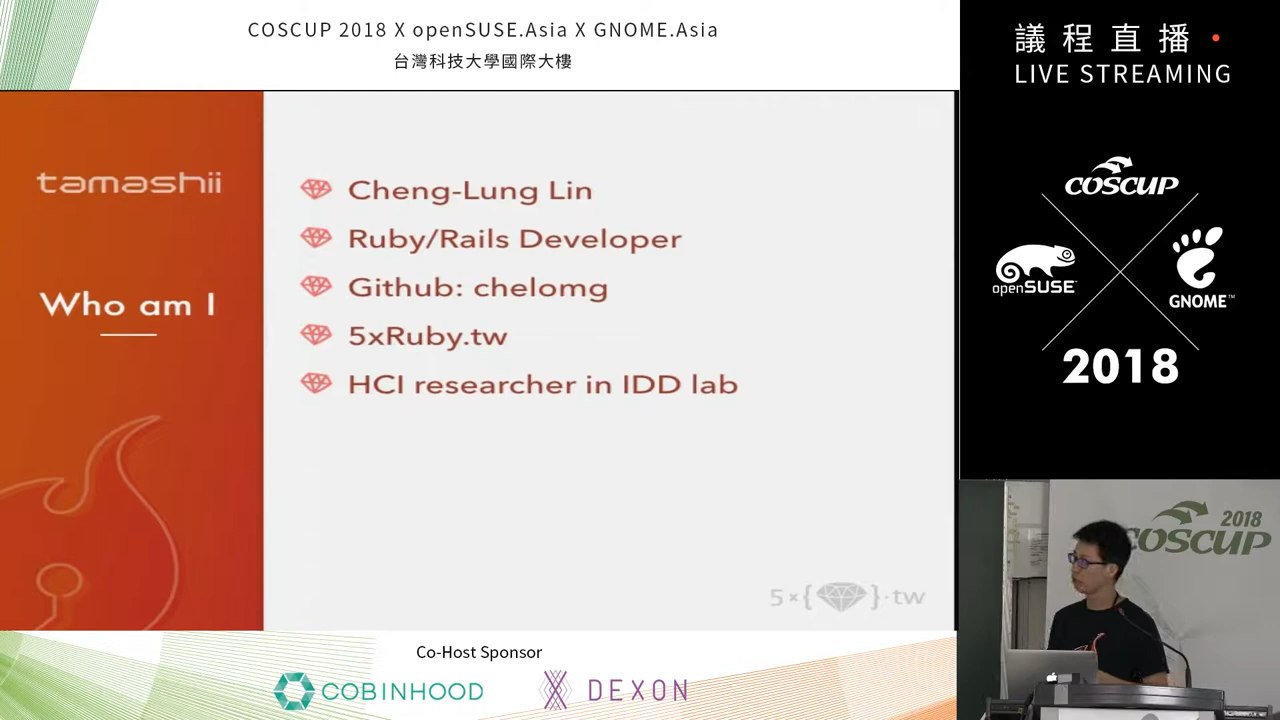 COSCUP 2018 X openSUSE.Asia X GNOME.Asia
台灣科技大學國際大樓
議程直播
LIVE STREAMING
tamashii
Who am I
Cheng-Lung Lin
Ruby/Rails Developer
Github: chelomg
5xRuby.tw
HCI researcher in IDD lab
5×{ }·tw
COSCUP
openSUSE
GNOME™
2018
2018
COSCUP
Co-Host Sponsor
COBINHOOD
DEXON